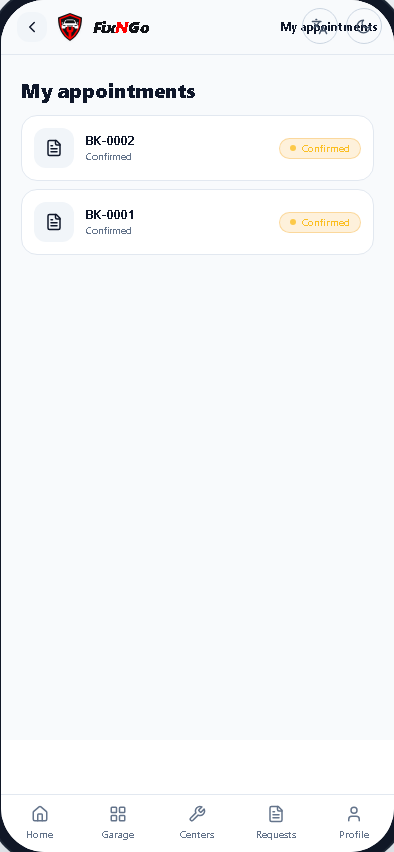 FixNGo
My appointments
My appointments
BK-0002
Confirmed
Confirmed
BK-0001
Confirmed
Confirmed
Home
Garage
Centers
Requests
Profile